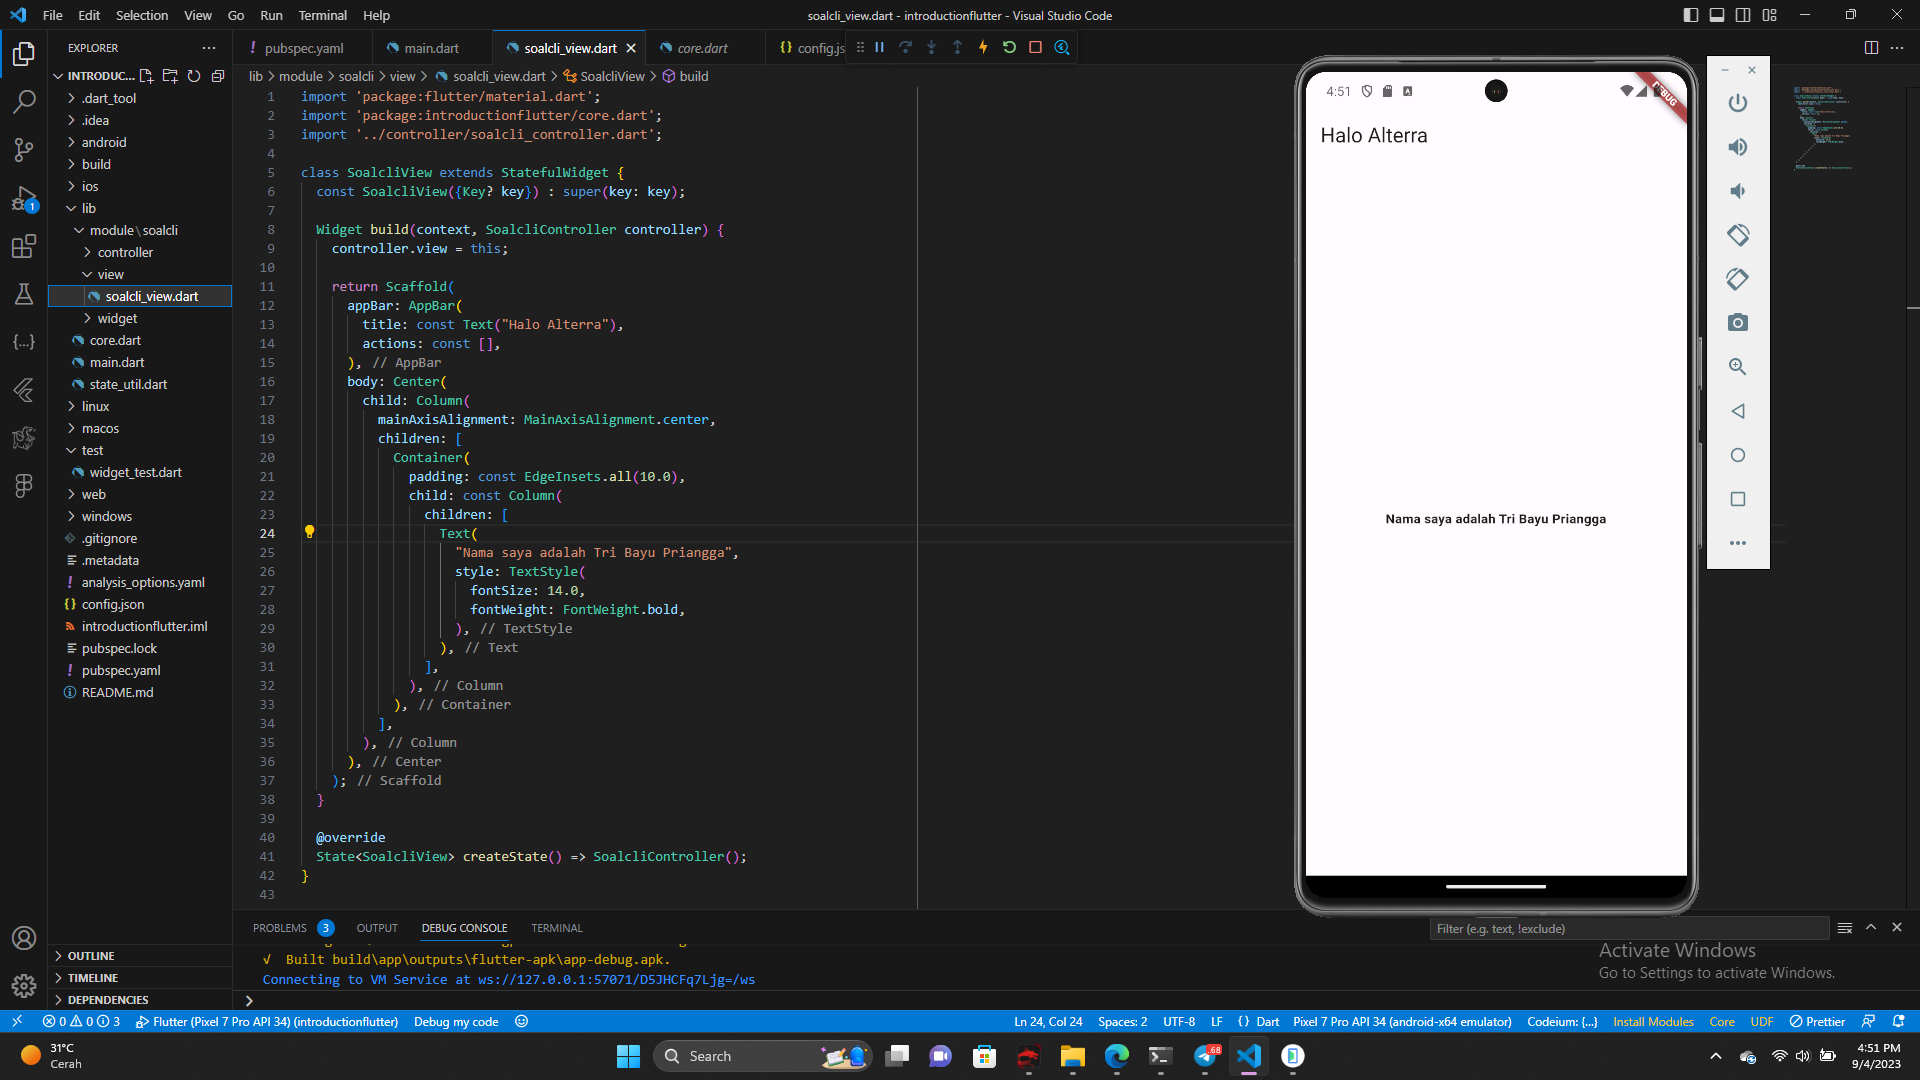 File Edit Selection View Go Run Terminal Help
soalcli_view.dart - introductionflutter - Visual Studio Code
EXPLORER
INTRODUC...
.dart_tool
.idea
android
build
ios
lib
module\soalcli
controller
view
soalcli_view.dart
widget
core.dart
main.dart
state_util.dart
linux
macos
test
widget_test.dart
web
windows
.gitignore
.metadata
analysis_options.yaml
config.json
introductionflutter.iml
pubspec.lock
pubspec.yaml
README.md
OUTLINE
TIMELINE
DEPENDENCIES
1
pubspec.yaml main.dart soalcli_view.dart core.dart config.js
lib > module > soalcli > view > soalcli_view.dart > SoalcliView > build
1 import 'package:flutter/material.dart';
2 import 'package:introductionflutter/core.dart';
3 import '../controller/soalcli_controller.dart';
4
5 class SoalcliView extends StatefulWidget {
6 const SoalcliView({Key? key}) : super(key: key);
7
8 Widget build(context, SoalcliController controller) {
9 controller.view = this;
10
11 return Scaffold(
12 appBar: AppBar(
13 title: const Text("Halo Alterra"),
14 actions: const [],
15 ), // AppBar
16 body: Center(
17 child: Column(
18 mainAxisAlignment: MainAxisAlignment.center,
19 children: [
20 Container(
21 padding: const EdgeInsets.all(10.0),
22 child: const Column(
23 children: [
24 Text(
25 "Nama saya adalah Tri Bayu Priangga",
26 style: TextStyle(
27 fontSize: 14.0,
28 fontWeight: FontWeight.bold,
29 ), // TextStyle
30 ), // Text
31 ],
32 ), // Column
33 ), // Container
34 ],
35 ), // Column
36 ), // Center
37 ); // Scaffold
38 }
39
40 @override
41 State<SoalcliView> createState() => SoalcliController();
42 }
43
4:51
DEBUG
Halo Alterra
Nama saya adalah Tri Bayu Priangga
PROBLEMS 3 OUTPUT DEBUG CONSOLE TERMINAL
Filter (e.g. text, !exclude)
√ Built build\app\outputs\flutter-apk\app-debug.apk.
Connecting to VM Service at ws://127.0.0.1:57071/D5JHCFq7Ljg=/ws
Activate Windows
Go to Settings to activate Windows.
0 0 3 Flutter (Pixel 7 Pro API 34) (introductionflutter) Debug my code
Ln 24, Col 24 Spaces: 2 UTF-8 LF Dart Pixel 7 Pro API 34 (android-x64 emulator) Codeium: {...} Install Modules Core UDF Prettier
31°C
Cerah
Search
.68
4:51 PM
9/4/2023